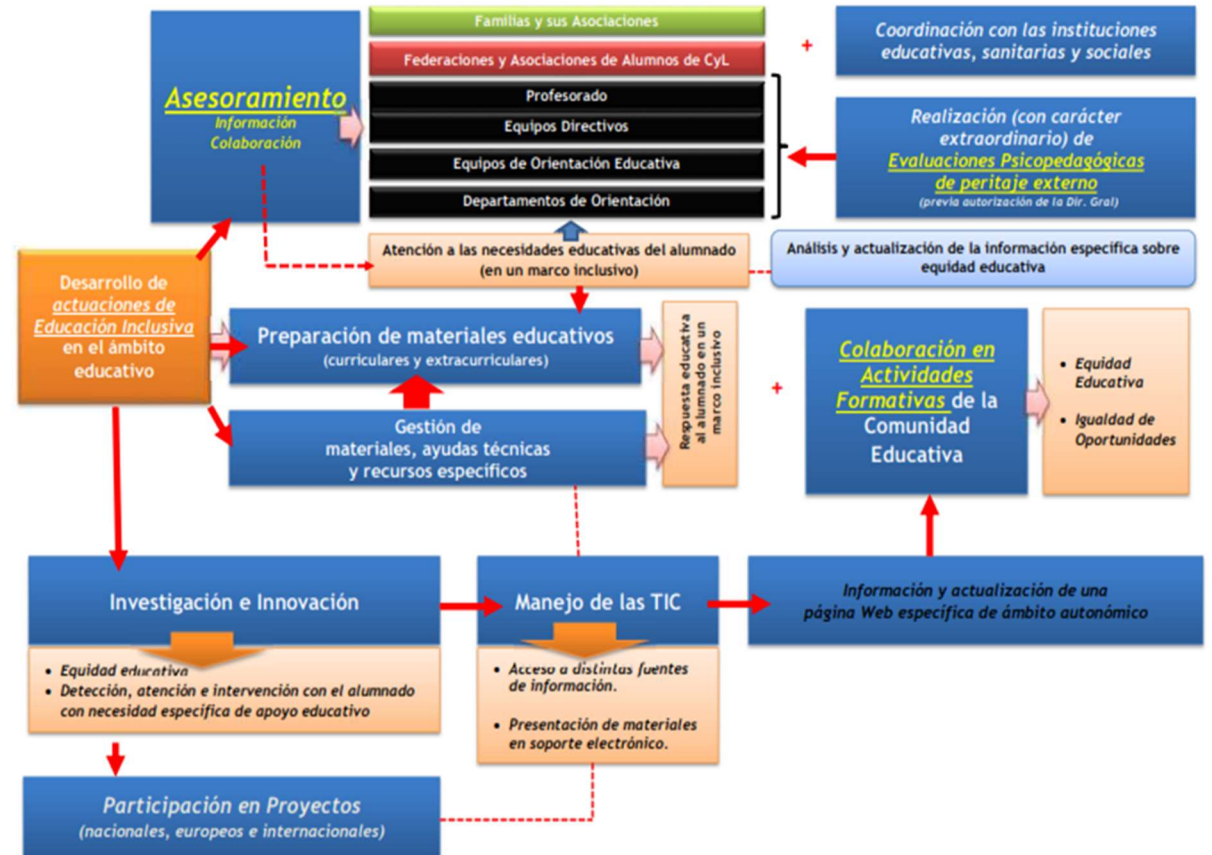 Familias y sus Asociaciones
Federaciones y Asociaciones de Alumnos de CyL
Profesorado
Equipos Directivos
Equipos de Orientación Educativa
Departamentos de Orientación
Asesoramiento
Información
Colaboración
+
Coordinación con las instituciones
educativas, sanitarias y sociales
Realización (con carácter
extraordinario) de
Evaluaciones Psicopedagógicas
de peritaje externo
(previa autorización de la Dir. Gral)
Atención a las necesidades educativas del alumnado
(en un marco inclusivo)
Análisis y actualización de la información específica sobre
equidad educativa
Desarrollo de
actuaciones de
Educación Inclusiva
en el ámbito
educativo
Preparación de materiales educativos
(curriculares y extracurriculares)
Gestión de
materiales, ayudas técnicas
y recursos específicos
Respuesta educativa
al alumnado en un
marco inclusivo
+
Colaboración en
Actividades
Formativas de la
Comunidad
Educativa
• Equidad
Educativa
• Igualdad de
Oportunidades
Investigación e Innovación
• Equidad educativa
• Detección, atención e intervención con el alumnado
con necesidad específica de apoyo educativo
Manejo de las TIC
• Acceso a distintas fuentes
de información.
• Presentación de materiales
en soporte electrónico.
Información y actualización de una
página Web específica de ámbito autonómico
Participación en Proyectos
(nacionales, europeos e internacionales)